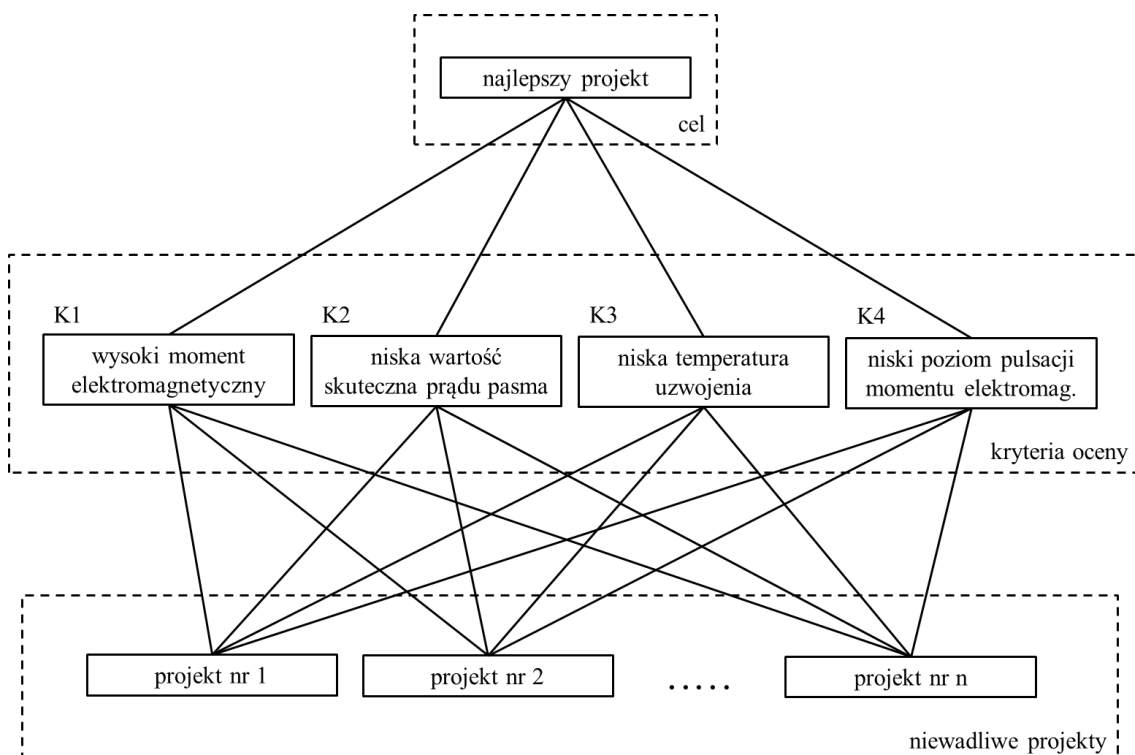 najlepszy projekt
cel
K1
K2
K3
K4
wysoki moment
elektromagnetyczny
niska wartość
skuteczna prądu pasma
niska temperatura
uzwojenia
niski poziom pulsacji
momentu elektromag.
kryteria oceny
projekt nr 1
projekt nr 2
.....
projekt nr n
niewadliwe projekty